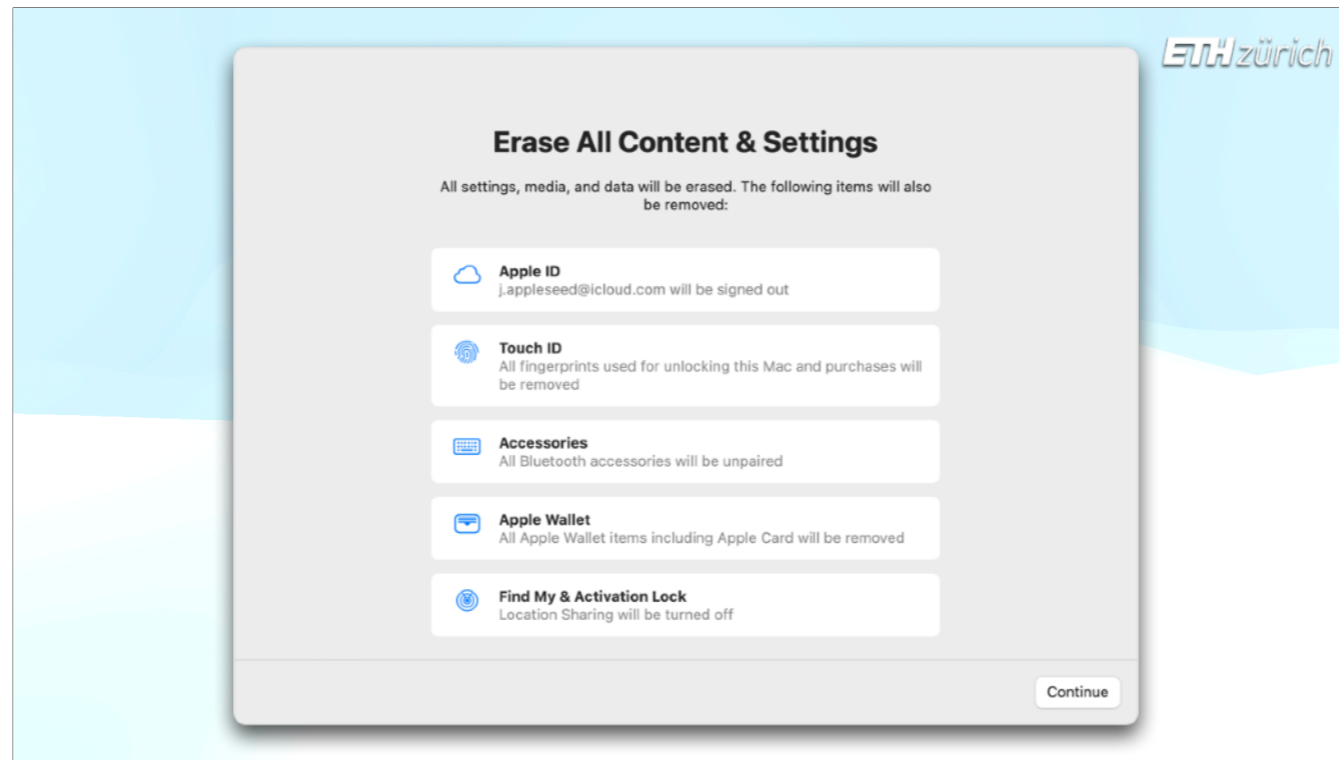 ETH zürich
Erase All Content & Settings
All settings, media, and data will be erased. The following items will also
be removed:
Apple ID
j.appleseed@icloud.com will be signed out
Touch ID
All fingerprints used for unlocking this Mac and purchases will
be removed
Accessories
All Bluetooth accessories will be unpaired
Apple Wallet
All Apple Wallet items including Apple Card will be removed
Find My & Activation Lock
Location Sharing will be turned off
Continue